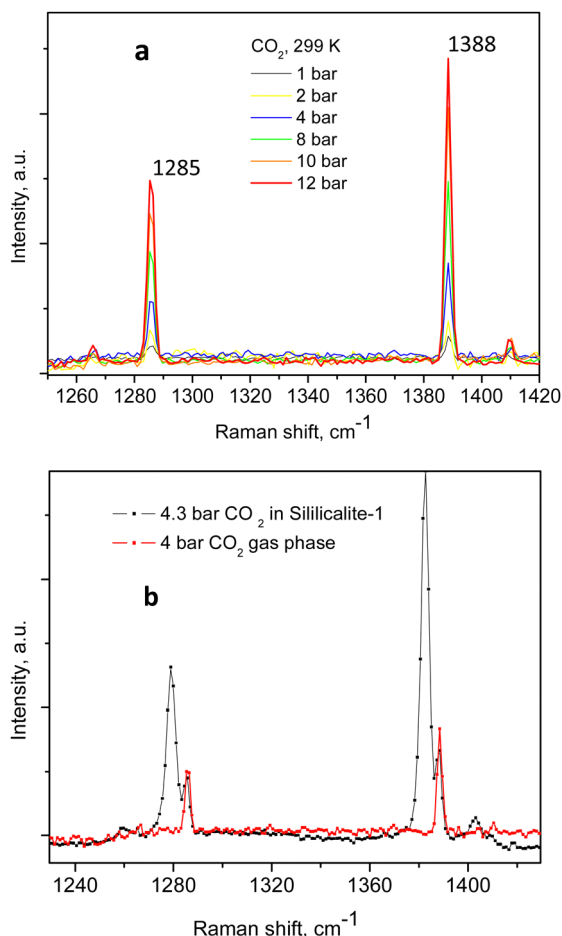 a
CO2, 299 K
1 bar
2 bar
4 bar
8 bar
10 bar
12 bar
1388
1285
Intensity, a.u.
1260 1280 1300 1320 1340 1360 1380 1400 1420
Raman shift, cm-1
4.3 bar CO 2 in Sililicalite-1
4 bar CO2 gas phase
b
Intensity, a.u.
1240 1280 1320 1360 1400
Raman shift, cm-1